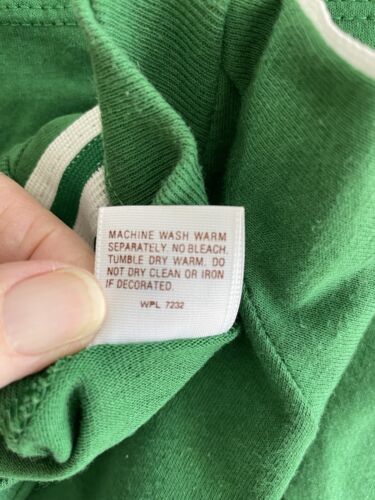 MACHINE WASH WARM
SEPARATELY. NO BLEACH.
TUMBLE DRY WARM. DO
NOT DRY CLEAN OR IRON
IF DECORATED.
WPL 7232